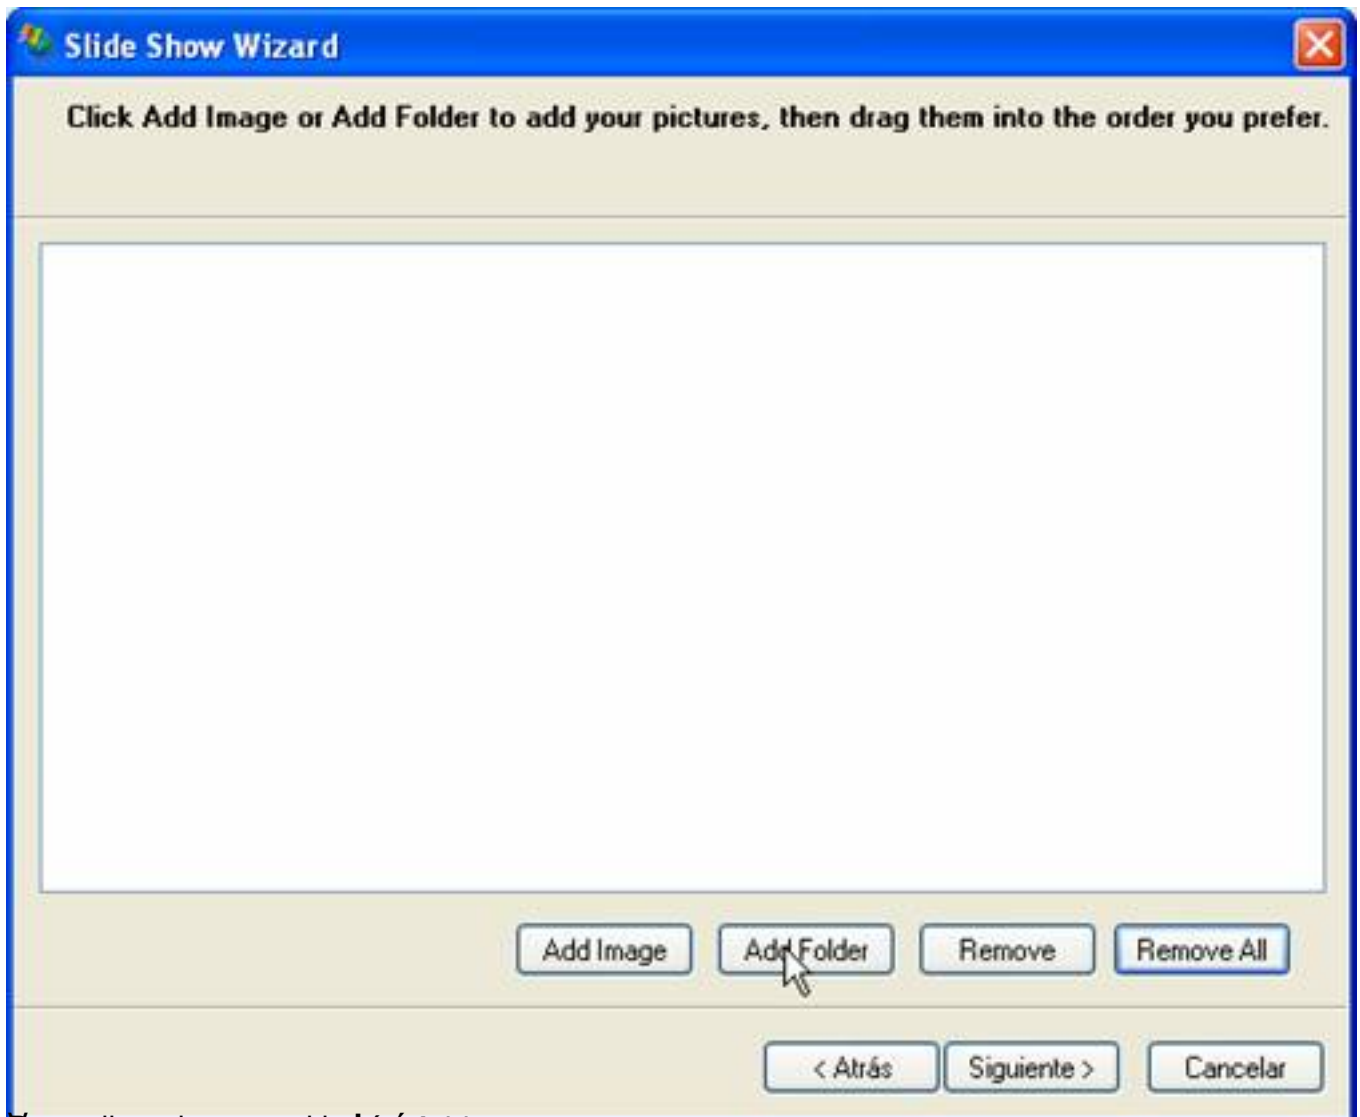 Slide Show Wizard
Click Add Image or Add Folder to add your pictures, then drag them into the order you prefer.
Add Image Add Folder Remove Remove All
< Atrás Siguiente > Cancelar